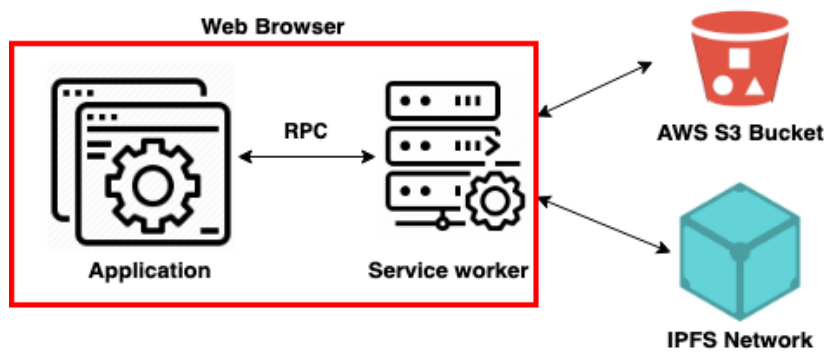 Web Browser
RPC
Application
Service worker
AWS S3 Bucket
IPFS Network